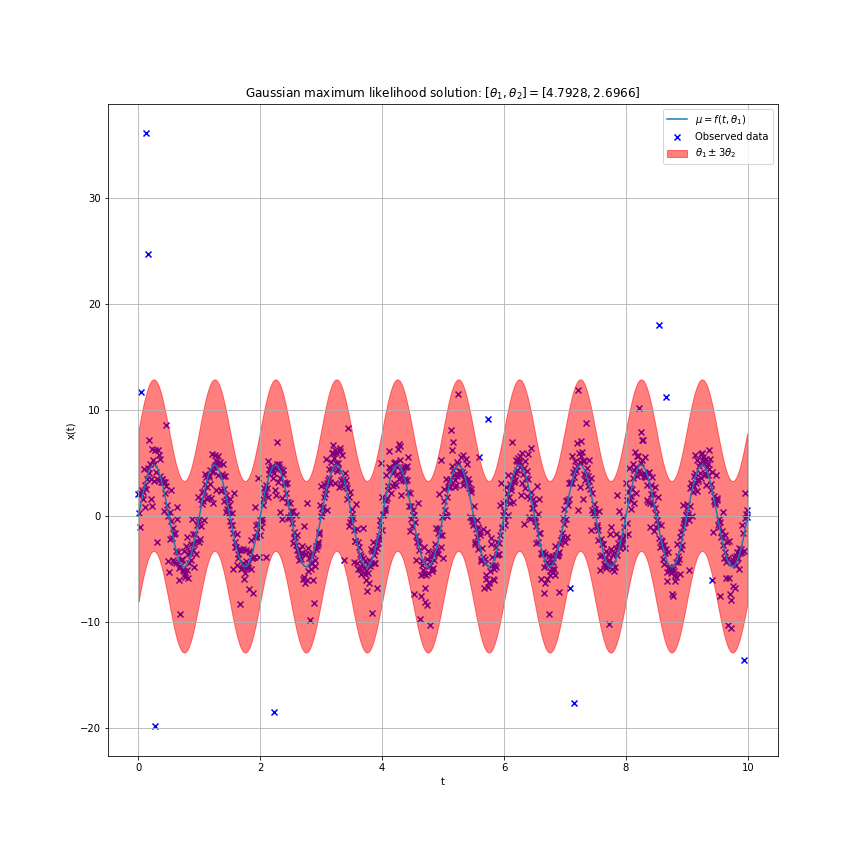 Gaussian maximum likelihood solution: [θ₁, θ₂] = [4.7928, 2.6966]
μ = f(t, θ₁)
Observed data
θ₁ ± 3θ₂
30
20
10
0
−10
−20
x(t)
0 2 4 6 8 10
t